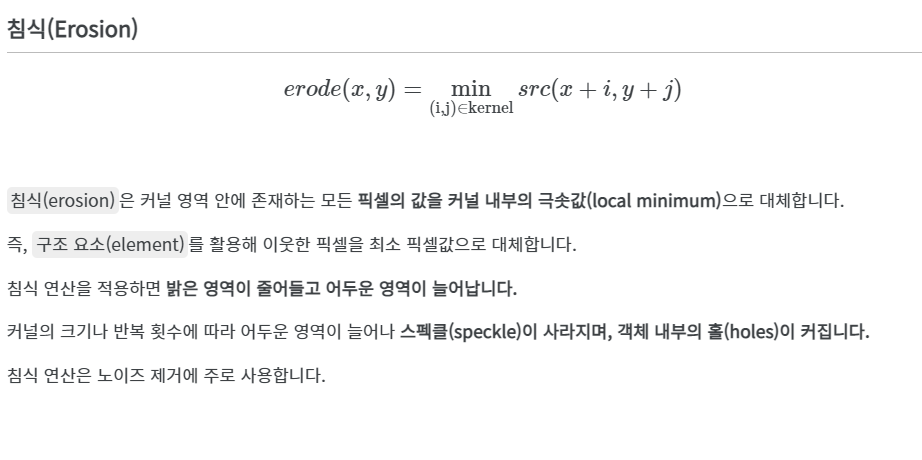 침식(Erosion)
erode(x, y) = min src(x + i, y + j)
(i,j)∈kernel
침식(erosion)은 커널 영역 안에 존재하는 모든 픽셀의 값을 커널 내부의 극솟값(local minimum)으로 대체합니다.
즉, 구조 요소(element)를 활용해 이웃한 픽셀을 최소 픽셀값으로 대체합니다.
침식 연산을 적용하면 밝은 영역이 줄어들고 어두운 영역이 늘어납니다.
커널의 크기나 반복 횟수에 따라 어두운 영역이 늘어나 스펙클(speckle)이 사라지며, 객체 내부의 홀(holes)이 커집니다.
침식 연산은 노이즈 제거에 주로 사용합니다.